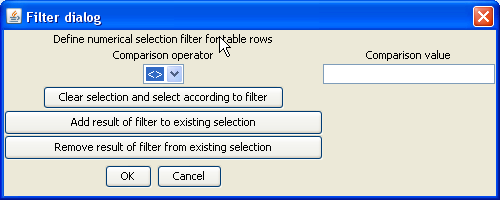 Filter dialog
Define numerical selection filter for table rows
Comparison operator
Comparison value
<>
Clear selection and select according to filter
Add result of filter to existing selection
Remove result of filter from existing selection
OK
Cancel